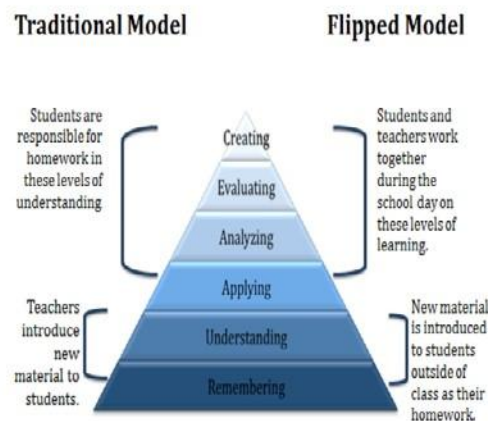 Traditional Model
Flipped Model
Students are
responsible for
homework in
these levels of
understanding
Creating
Evaluating
Analyzing
Applying
Understanding
Remembering
Students and
teachers work
together
during the
school day on
these levels of
learning.
Teachers
introduce
new
material to
students.
New material
is introduced
to students
outside of
class as their
homework.